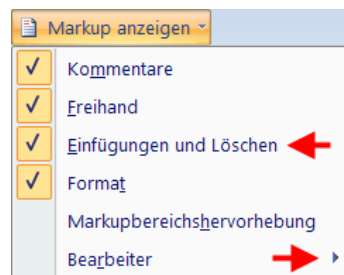 Markup anzeigen
Kommentare
Freihand
Einfügungen und Löschen
Format
Markupbereichshervorhebung
Bearbeiter